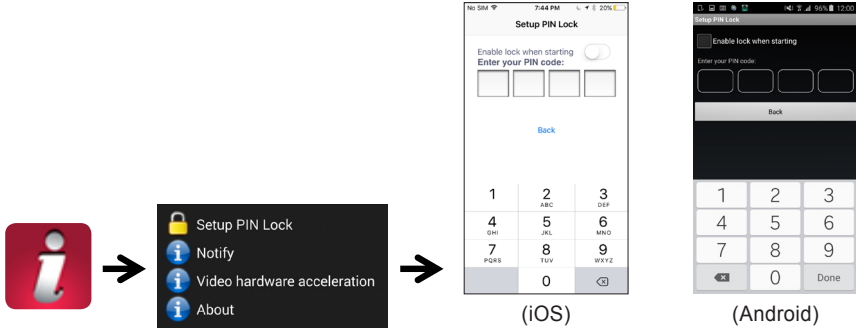 i
Setup PIN Lock
Notify
Video hardware acceleration
About
No SIM 7:44 PM 20%
Setup PIN Lock
Enable lock when starting
Enter your PIN code:
Back
1 2 3
ABC DEF
4 5 6
GHI JKL MNO
7 8 9
PQRS TUV WXYZ
0
(iOS)
96% 12:00
Setup PIN Lock
Enable lock when starting
Enter your PIN code:
Back
1 2 3
4 5 6
7 8 9
0 Done
(Android)